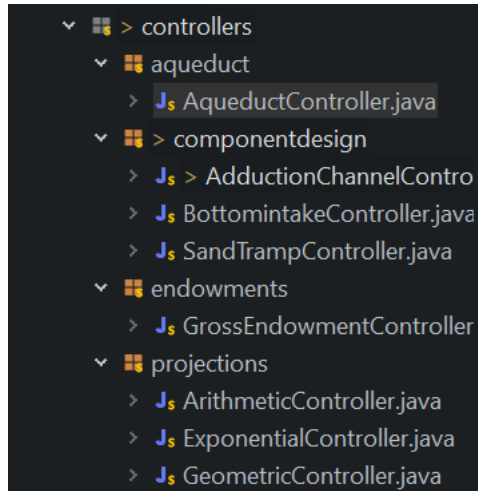 > controllers
aqueduct
AqueductController.java
> componentdesign
> AdductionChannelContro
BottomintakeController.java
SandTrampController.java
endowments
GrossEndowmentController
projections
ArithmeticController.java
ExponentialController.java
GeometricController.java